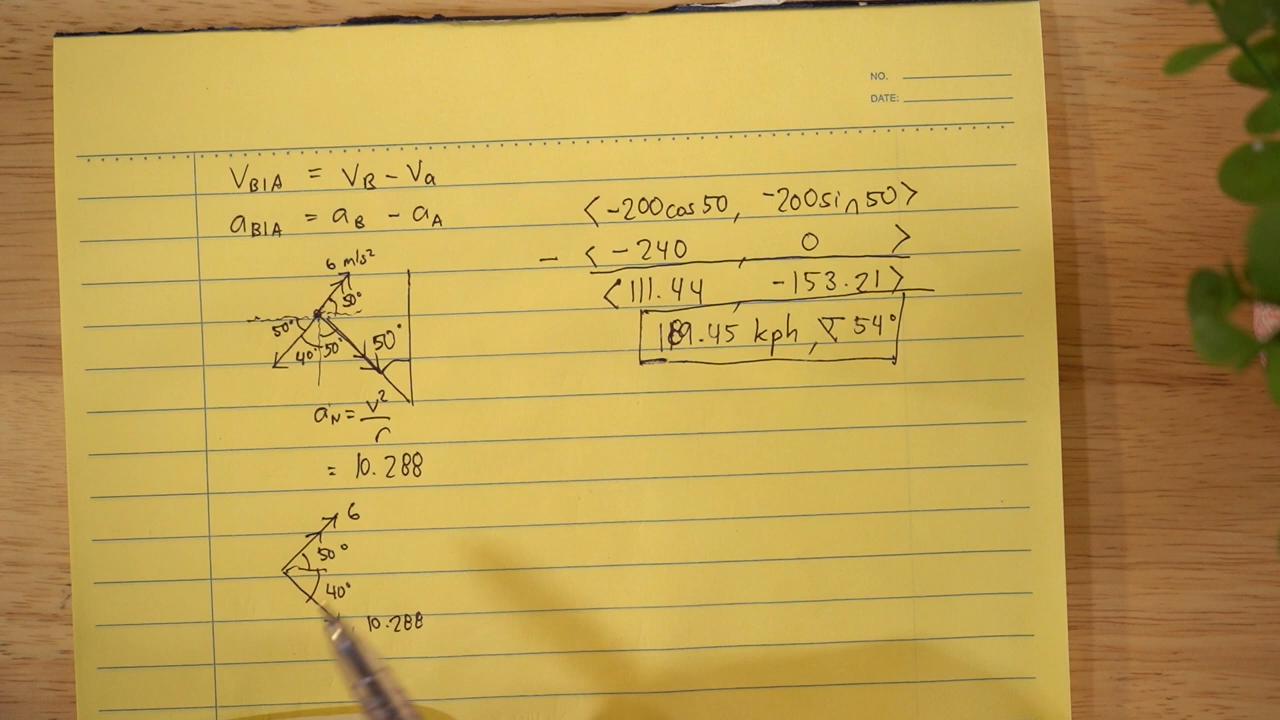 NO.
DATE:
V_B/A = V_B - V_a
a_B/A = a_B - a_A
6 m/s²
50°
50°
40° 50°
50°
a_N = v²/r
= 10.288
6
50°
40°
10.288
<-200cos50, -200sin50>
- < -240, 0 >
<111.44, -153.21>
189.45 kph, 54°